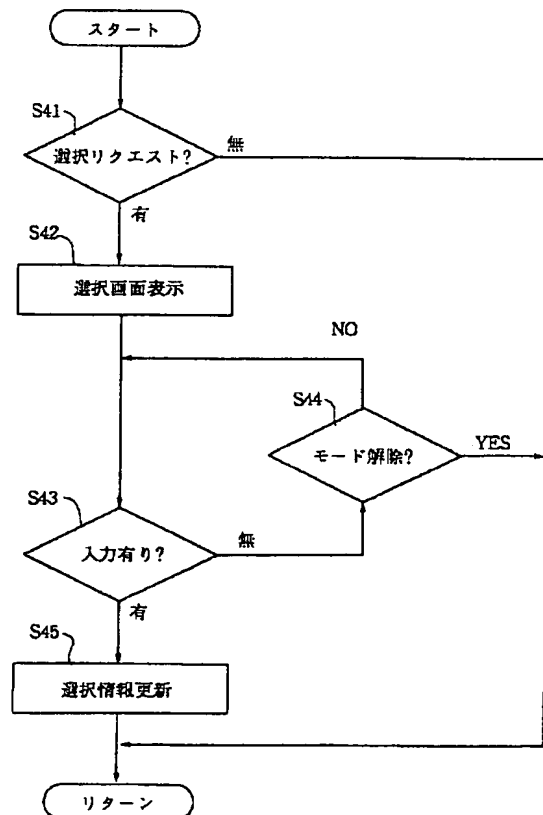 スタート
S41
選択リクエスト?
無
有
S42
選択画面表示
NO
S44
モード解除?
YES
S43
入力有り?
無
有
S45
選択情報更新
リターン